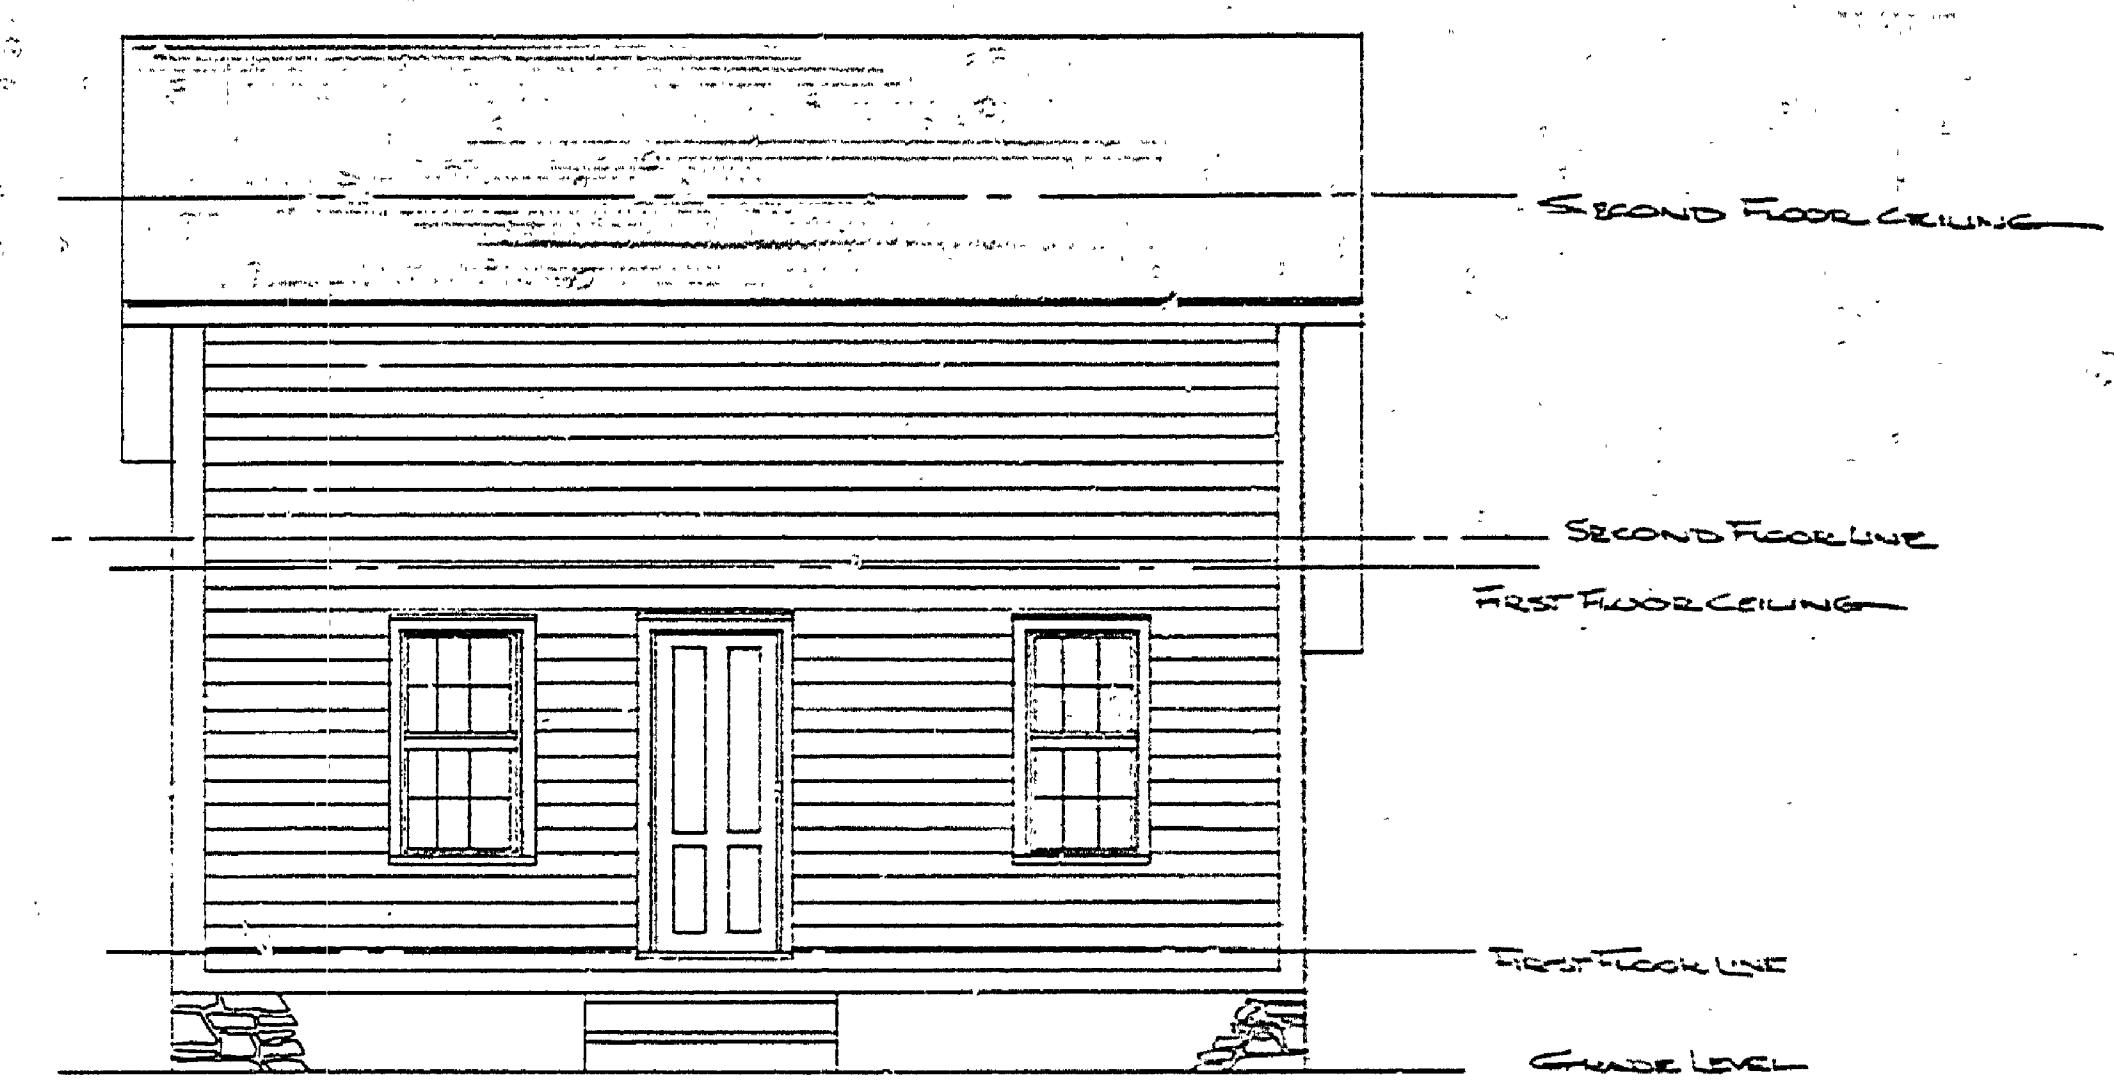 SECOND FLOOR CEILING
SECOND FLOOR LINE
FIRST FLOOR CEILING
FIRST FLOOR LINE
GRADE LEVEL